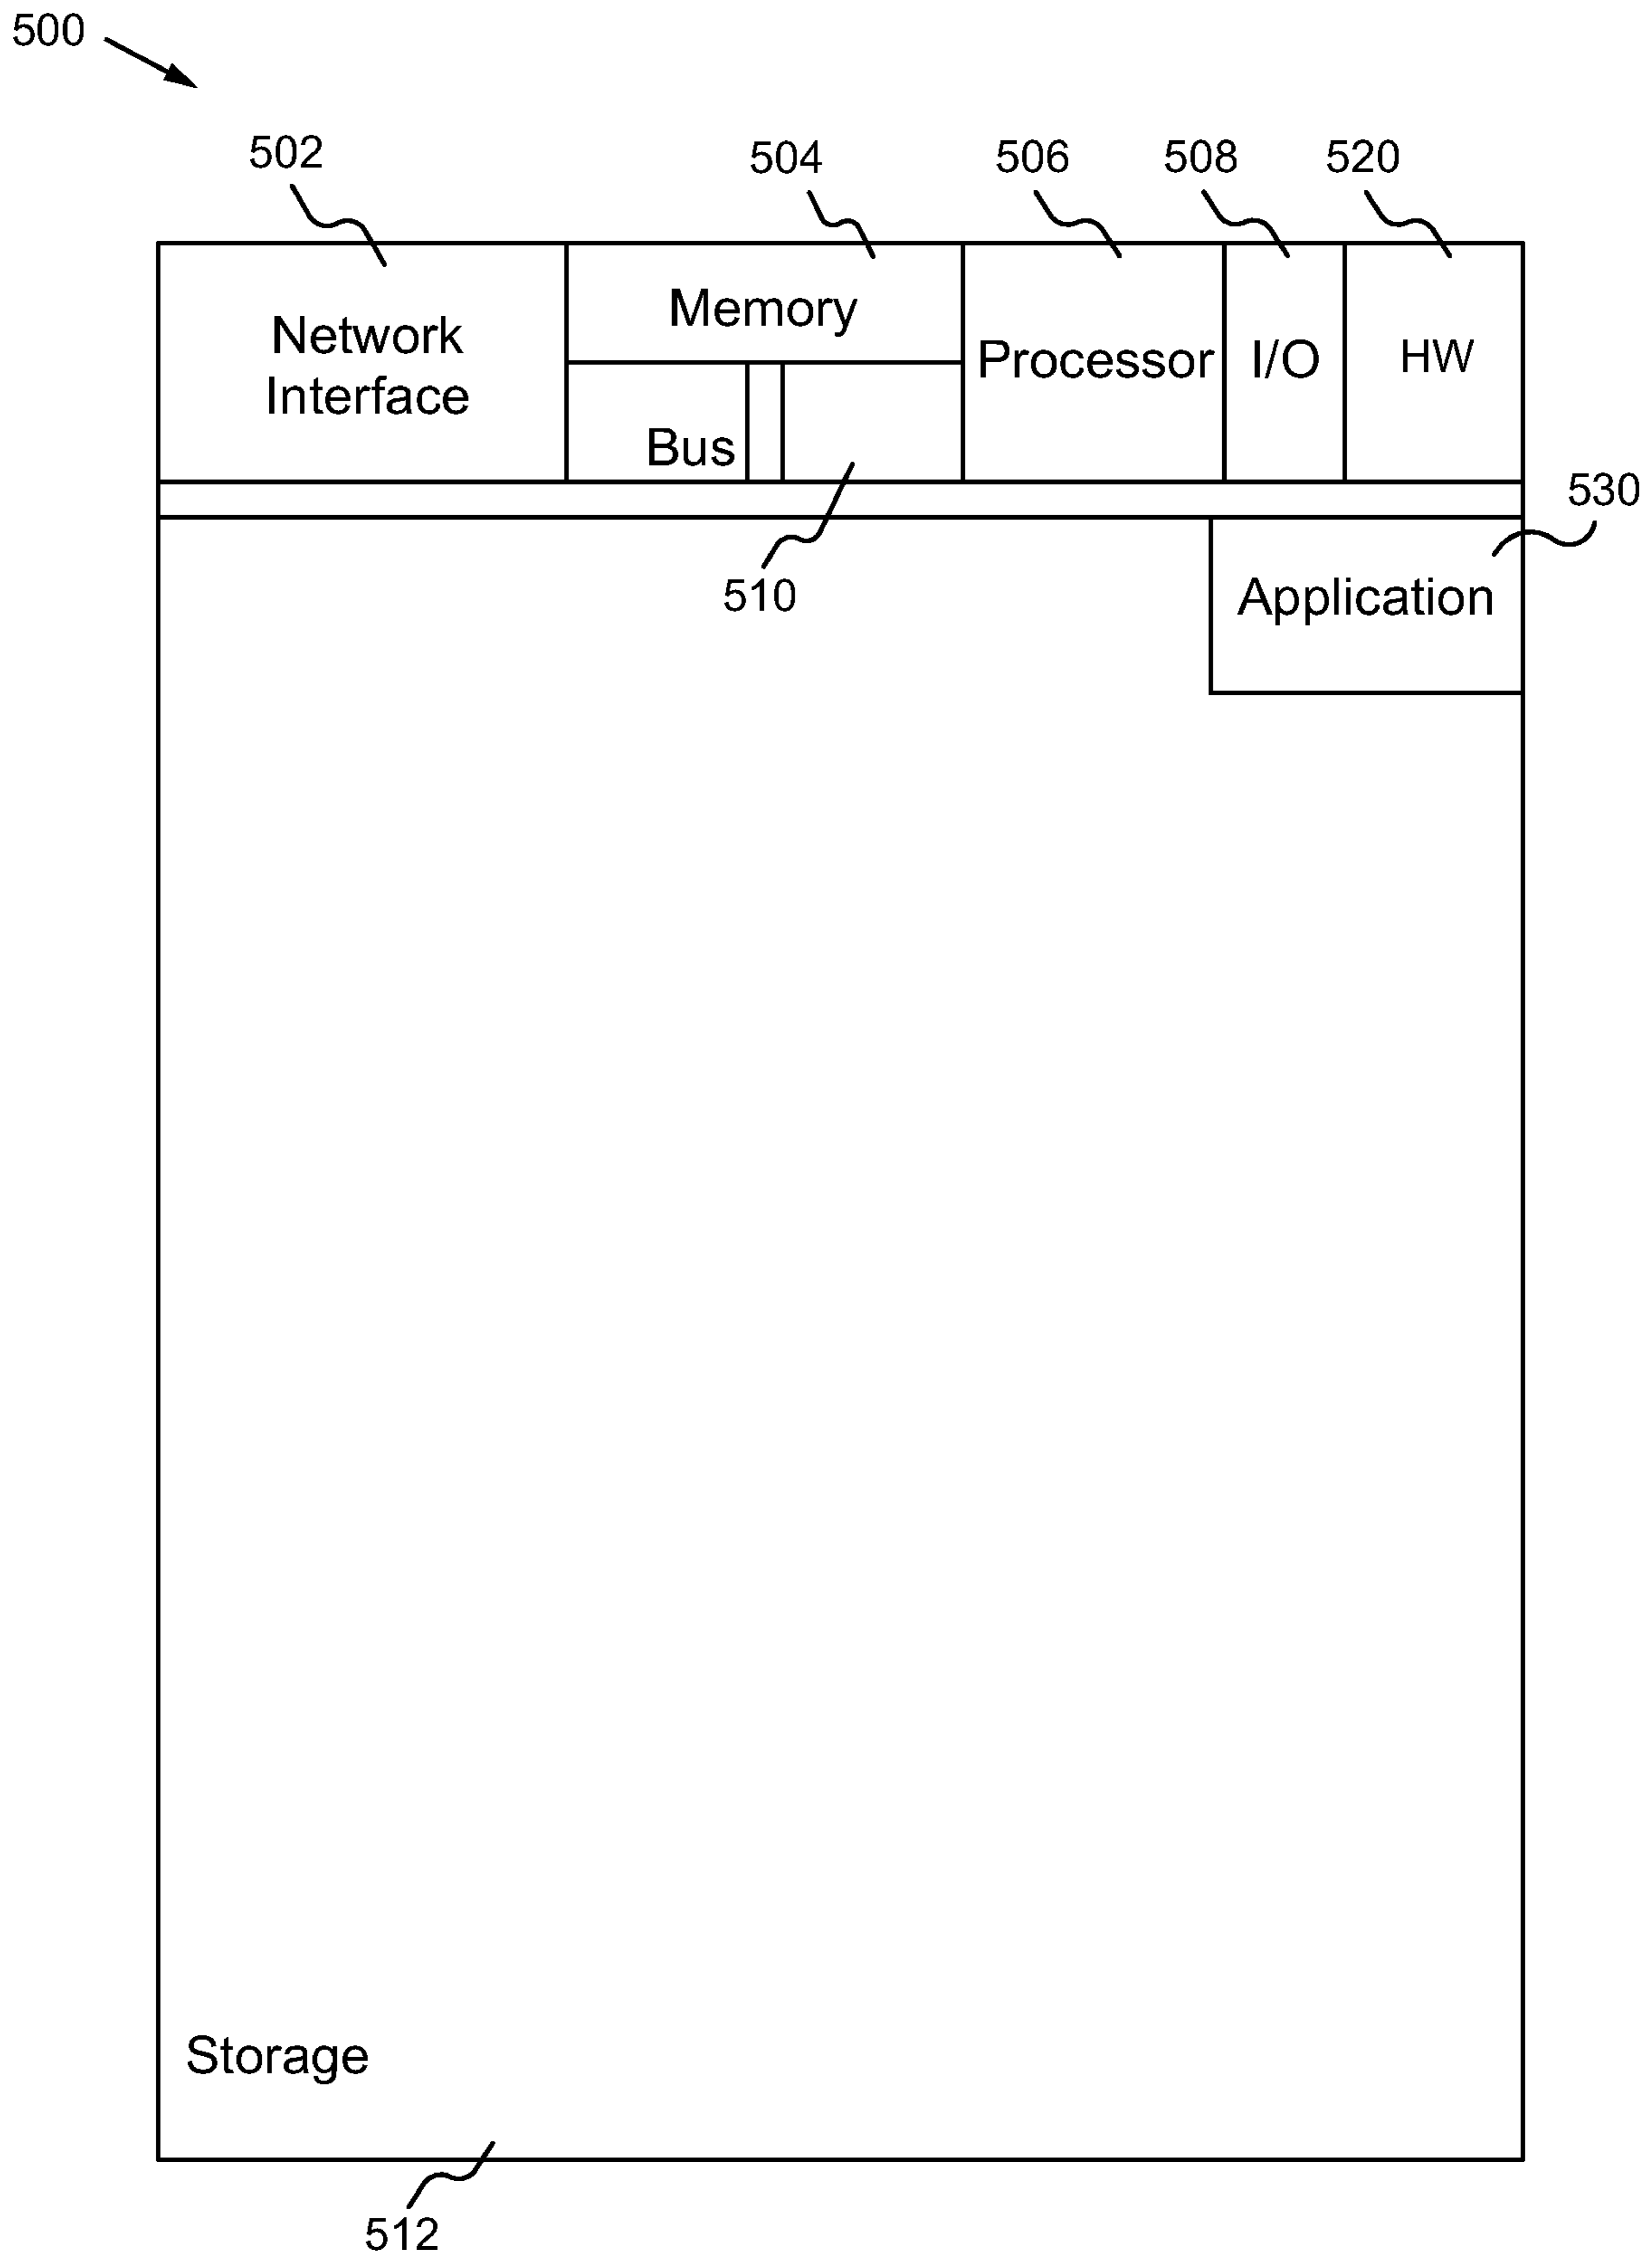 500
502
504
506
508
520
Network
Interface
Memory
Processor
I/O
HW
Bus
530
510
Application
Storage
512